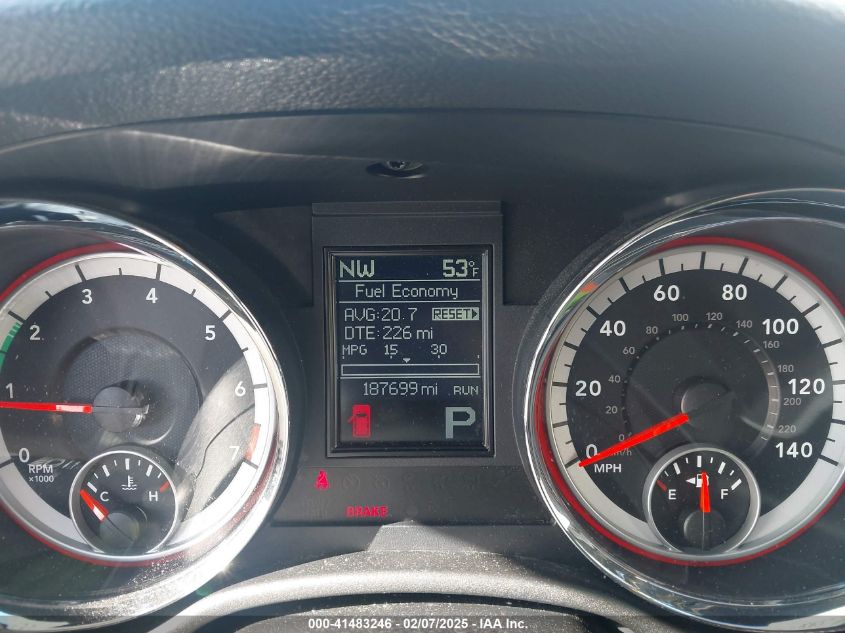 NW 53°F
Fuel Economy
AVG:20.7 RESET
DTE:226 mi
MPG 15 30
187699 mi RUN
P
BRAKE
0 1 2 3 4 5 6 7
RPM
x1000
C H
0 20 40 60 80 100 120 140
0 20 40 60 80 100 120 140 160 180 200 220
km/h
MPH
E F
000-41483246 - 02/07/2025 - IAA Inc.